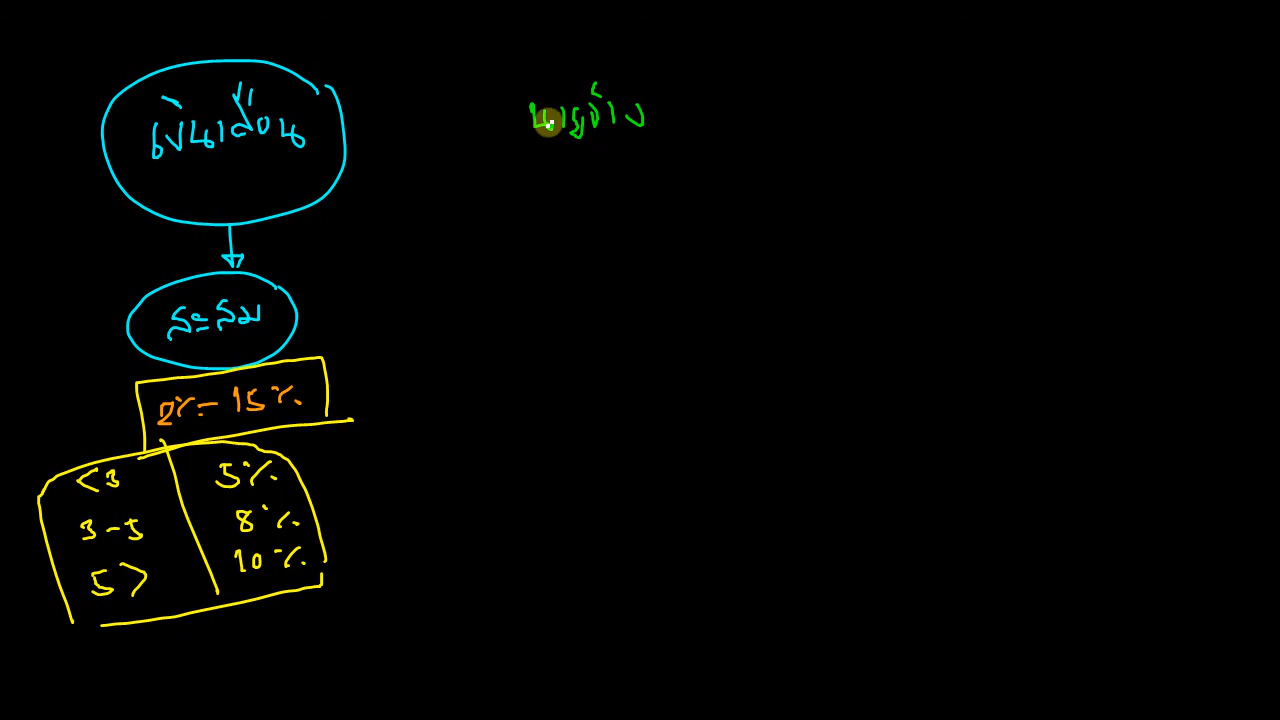 เงินเดือน
สะสม
2% - 15%
<3 5%
3-5 8%
5> 10%
นายจ้าง